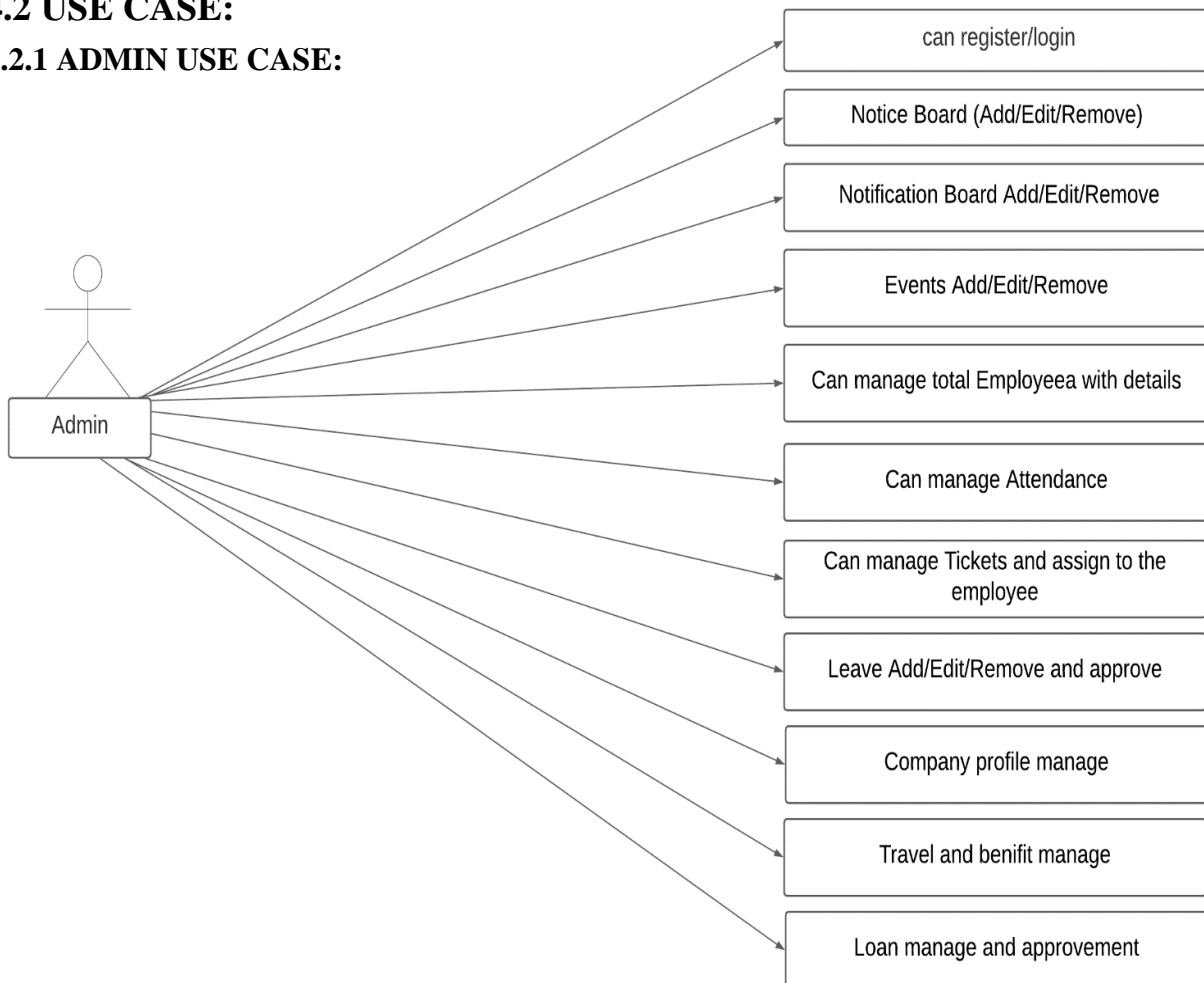 .2 USE CASE:
.2.1 ADMIN USE CASE:
can register/login
Notice Board (Add/Edit/Remove)
Notification Board Add/Edit/Remove
Events Add/Edit/Remove
Can manage total Employeea with details
Admin
Can manage Attendance
Can manage Tickets and assign to the
employee
Leave Add/Edit/Remove and approve
Company profile manage
Travel and benifit manage
Loan manage and approvement